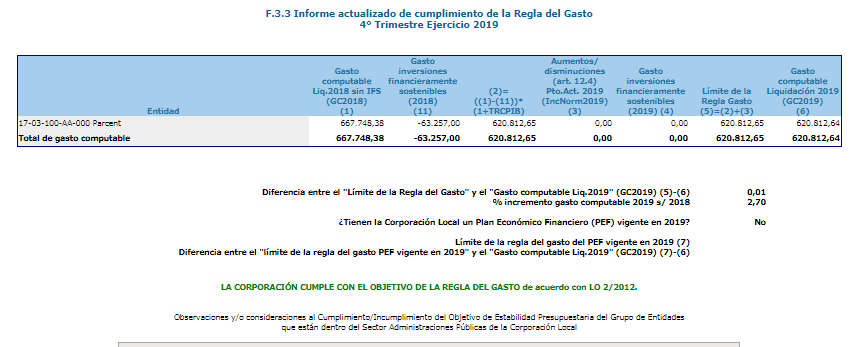 F.3.3 Informe actualizado de cumplimiento de la Regla del Gasto
4° Trimestre Ejercicio 2019
Entidad
Gasto
computable
Liq.2018 sin IFS
(GC2018)
(1)
Gasto
inversiones
financieramente
sostenibles
(2018)
(11)
(2)=
((1)-(11))*
(1+TRCPIB)
Aumentos/
disminuciones
(art. 12.4)
Pto.Act. 2019
(IncNorm2019)
(3)
Gasto
inversiones
financieramente
sostenibles
(2019) (4)
Límite de la
Regla Gasto
(5)=(2)+(3)
Gasto
computable
Liquidación 2019
(GC2019)
(6)
17-03-100-AA-000 Parcent 667.748,38 -63.257,00 620.812,65 0,00 0,00 620.812,65 620.812,64
Total de gasto computable 667.748,38 -63.257,00 620.812,65 0,00 0,00 620.812,65 620.812,64
Diferencia entre el "Límite de la Regla del Gasto" y el "Gasto computable Liq.2019" (GC2019) (5)-(6) 0,01
% incremento gasto computable 2019 s/ 2018 2,70
¿Tienen la Corporación Local un Plan Económico Financiero (PEF) vigente en 2019? No
Límite de la regla del gasto del PEF vigente en 2019 (7)
Diferencia entre el "límite de la regla del gasto PEF vigente en 2019" y el "Gasto computable Liq.2019" (GC2019) (7)-(6)
LA CORPORACIÓN CUMPLE CON EL OBJETIVO DE LA REGLA DEL GASTO de acuerdo con LO 2/2012.
Observaciones y/o consideraciones al Cumplimiento/Incumplimiento del Objetivo de Estabilidad Presupuestaria del Grupo de Entidades
que están dentro del Sector Administraciones Públicas de la Corporación Local